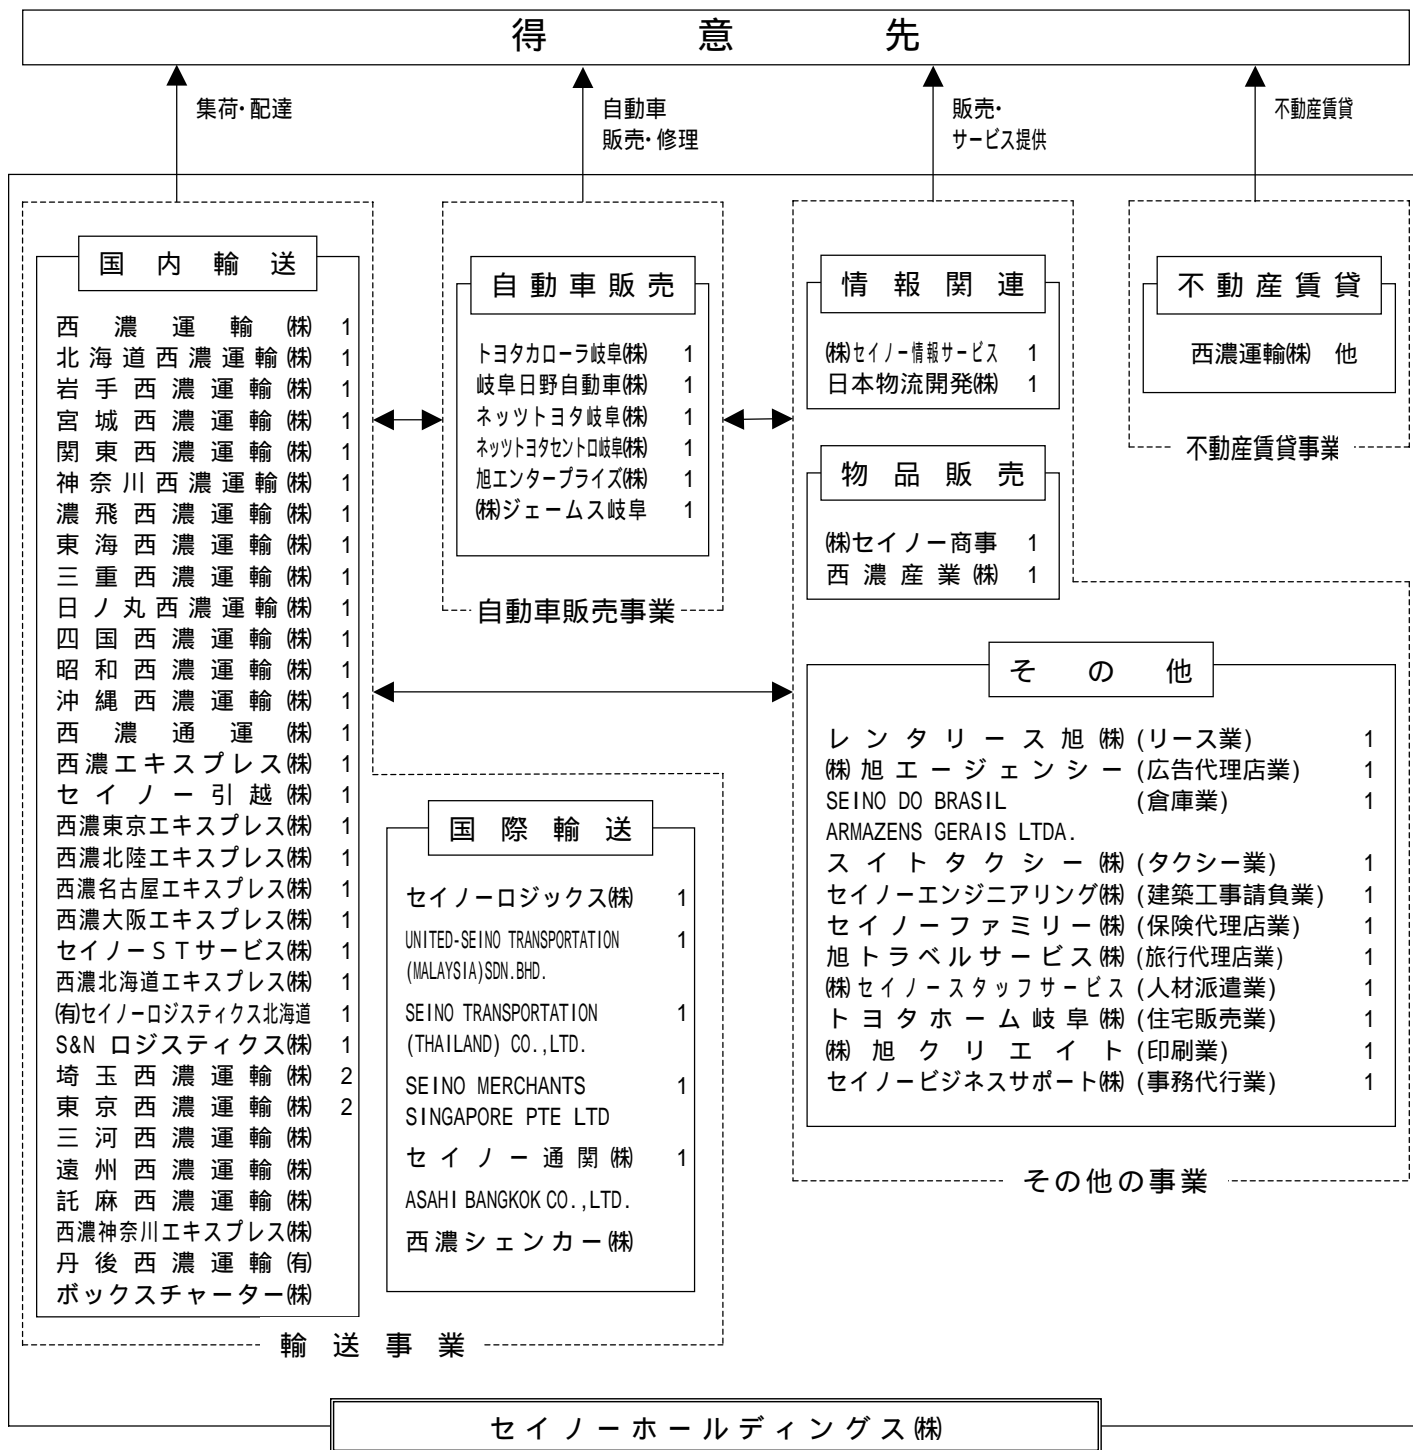 得意先
集荷・配達
自動車
販売・修理
販売・
サービス提供
不動産賃貸
国内輸送
西濃運輸㈱ 1
北海道西濃運輸㈱ 1
岩手西濃運輸㈱ 1
宮城西濃運輸㈱ 1
関東西濃運輸㈱ 1
神奈川西濃運輸㈱ 1
濃飛西濃運輸㈱ 1
東海西濃運輸㈱ 1
三重西濃運輸㈱ 1
日ノ丸西濃運輸㈱ 1
四国西濃運輸㈱ 1
昭和西濃運輸㈱ 1
沖縄西濃運輸㈱ 1
西濃通運㈱ 1
西濃エキスプレス㈱ 1
セイノー引越㈱ 1
西濃東京エキスプレス㈱ 1
西濃北陸エキスプレス㈱ 1
西濃名古屋エキスプレス㈱ 1
西濃大阪エキスプレス㈱ 1
セイノーＳＴサービス㈱ 1
西濃北海道エキスプレス㈱ 1
㈲セイノーロジスティクス北海道 1
S&N ロジスティクス㈱ 1
埼玉西濃運輸㈱ 2
東京西濃運輸㈱ 2
三河西濃運輸㈱
遠州西濃運輸㈱
託麻西濃運輸㈱
西濃神奈川エキスプレス㈱
丹後西濃運輸㈲
ボックスチャーター㈱
国際輸送
セイノーロジックス㈱ 1
UNITED-SEINO TRANSPORTATION 1
(MALAYSIA)SDN.BHD.
SEINO TRANSPORTATION 1
(THAILAND) CO.,LTD.
SEINO MERCHANTS 1
SINGAPORE PTE LTD
セイノー通関㈱ 1
ASAHI BANGKOK CO.,LTD.
西濃シェンカー㈱
輸送事業
自動車販売
トヨタカローラ岐阜㈱ 1
岐阜日野自動車㈱ 1
ネッツトヨタ岐阜㈱ 1
ネッツトヨタセントロ岐阜㈱ 1
旭エンタープライズ㈱ 1
㈱ジェームス岐阜 1
自動車販売事業
情報関連
㈱セイノー情報サービス 1
日本物流開発㈱ 1
物品販売
㈱セイノー商事 1
西濃産業㈱ 1
その他
レンタリース旭㈱ (リース業) 1
㈱旭エージェンシー (広告代理店業) 1
SEINO DO BRASIL (倉庫業) 1
ARMAZENS GERAIS LTDA.
スイトタクシー㈱ (タクシー業) 1
セイノーエンジニアリング㈱ (建築工事請負業) 1
セイノーファミリー㈱ (保険代理店業) 1
旭トラベルサービス㈱ (旅行代理店業) 1
㈱セイノースタッフサービス (人材派遣業) 1
トヨタホーム岐阜㈱ (住宅販売業) 1
㈱旭クリエイト (印刷業) 1
セイノービジネスサポート㈱ (事務代行業) 1
その他の事業
不動産賃貸
西濃運輸㈱ 他
不動産賃貸事業
セイノーホールディングス㈱